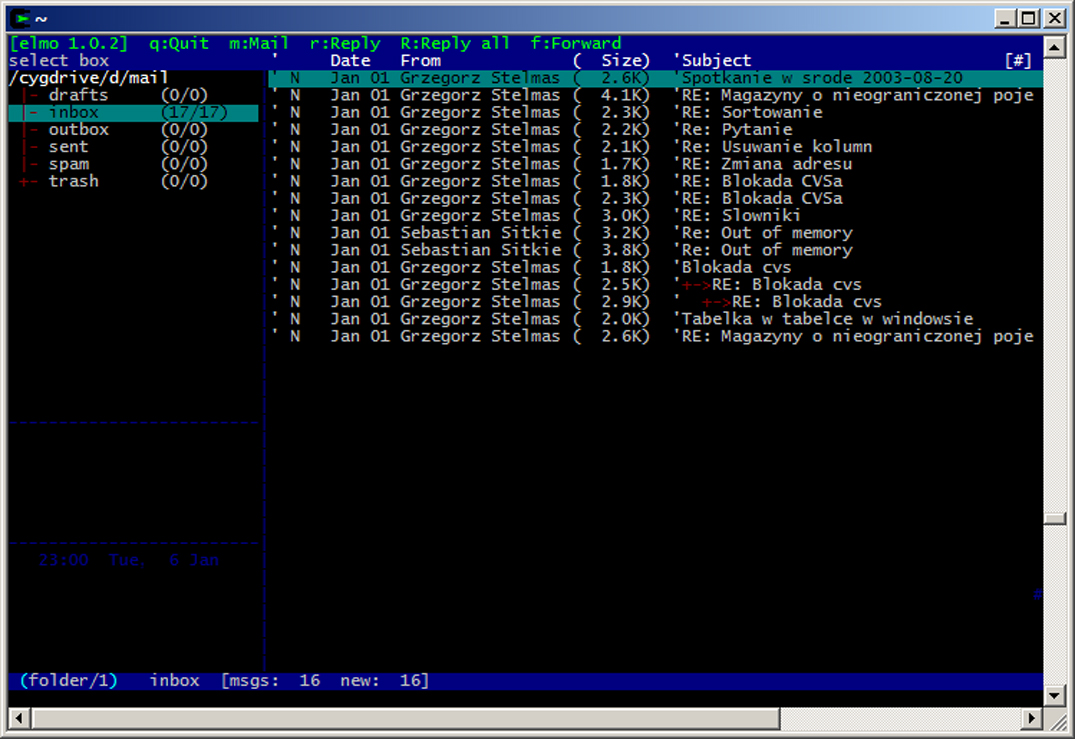 ~
[elmo 1.0.2]  q:Quit  m:Mail  r:Reply  R:Reply all  f:Forward
select box  '  Date  From  (  Size)  'Subject  [#]
/cygdrive/d/mail  ' N  Jan 01 Grzegorz Stelmas (  2.6K)  'Spotkanie w srode 2003-08-20
|- drafts  (0/0)  ' N  Jan 01 Grzegorz Stelmas (  4.1K)  'RE: Magazyny o nieograniczonej poje
|- inbox  (17/17)  ' N  Jan 01 Grzegorz Stelmas (  2.3K)  'RE: Sortowanie
|- outbox  (0/0)  ' N  Jan 01 Grzegorz Stelmas (  2.2K)  'Re: Pytanie
|- sent  (0/0)  ' N  Jan 01 Grzegorz Stelmas (  2.1K)  'Re: Usuwanie kolumn
|- spam  (0/0)  ' N  Jan 01 Grzegorz Stelmas (  1.7K)  'RE: Zmiana adresu
+- trash  (0/0)  ' N  Jan 01 Grzegorz Stelmas (  1.8K)  'RE: Blokada CVSa
' N  Jan 01 Grzegorz Stelmas (  2.3K)  'RE: Blokada CVSa
' N  Jan 01 Grzegorz Stelmas (  3.0K)  'RE: Slowniki
' N  Jan 01 Sebastian Sitkie (  3.2K)  'Re: Out of memory
' N  Jan 01 Sebastian Sitkie (  3.8K)  'Re: Out of memory
' N  Jan 01 Grzegorz Stelmas (  1.8K)  'Blokada cvs
' N  Jan 01 Grzegorz Stelmas (  2.5K)  '+->RE: Blokada cvs
' N  Jan 01 Grzegorz Stelmas (  2.9K)  '  +->RE: Blokada cvs
' N  Jan 01 Grzegorz Stelmas (  2.0K)  'Tabelka w tabelce w windowsie
' N  Jan 01 Grzegorz Stelmas (  2.6K)  'RE: Magazyny o nieograniczonej poje
23:00  Tue,  6 Jan
#
(folder/1)  inbox  [msgs:  16  new:  16]